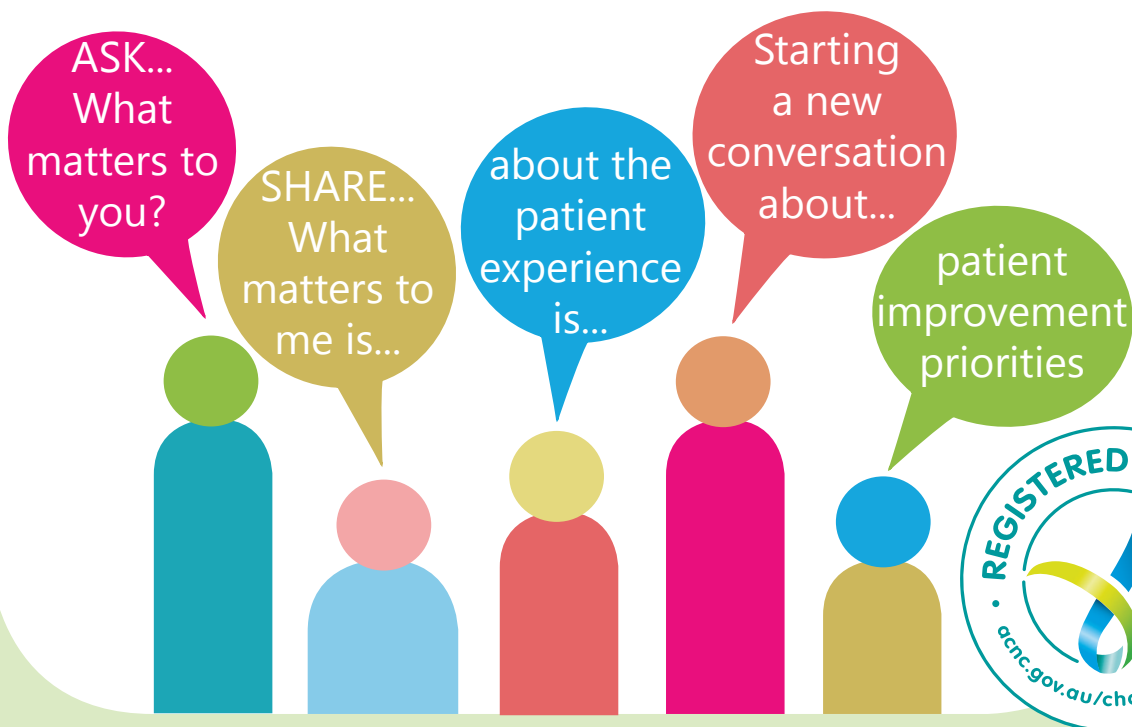 ASK...
What
matters to
you?
SHARE...
What
matters to
me is...
about the
patient
experience
is...
Starting
a new
conversation
about...
patient
improvement
priorities
REGISTERED
acnc.gov.au/